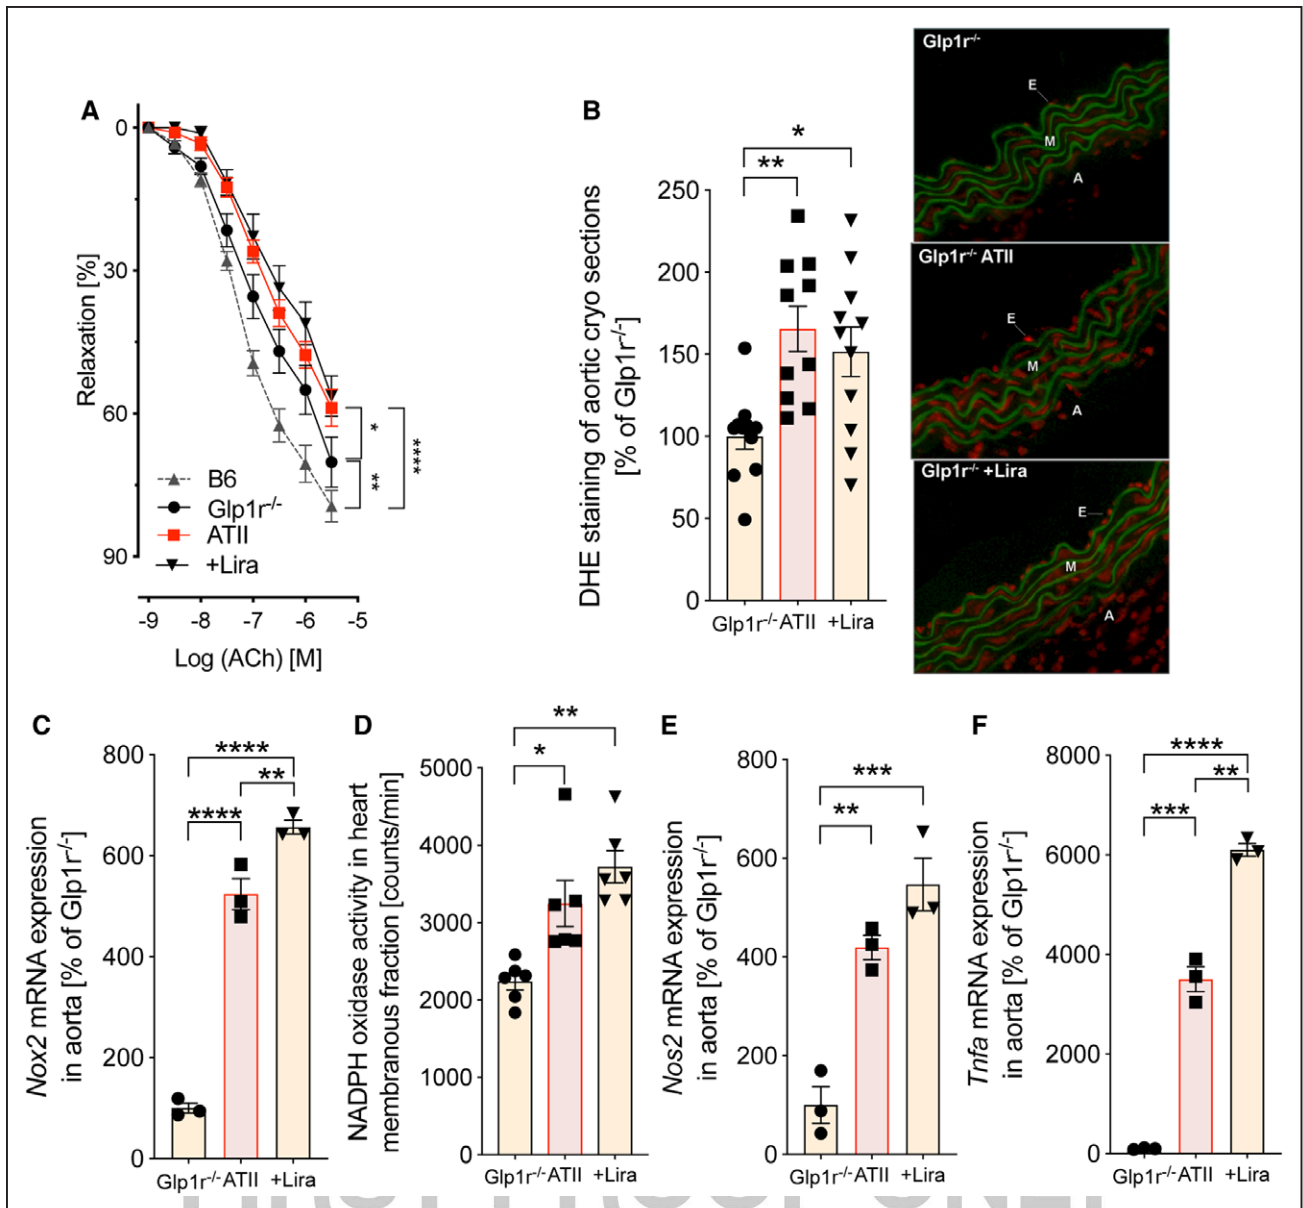 A
0
30
60
90
Relaxation [%]
B6
Glp1r-/-
ATII
+Lira
*
**
****
-9 -8 -7 -6 -5
Log (ACh) [M]
B
*
**
250
200
150
100
50
0
DHE staining of aortic cryo sections
[% of Glp1r-/-]
Glp1r-/- ATII +Lira
Glp1r-/-
E
M
A
Glp1r-/- ATII
E
M
A
Glp1r-/- +Lira
E
M
A
C
****
**
****
800
600
400
200
0
Nox2 mRNA expression
in aorta [% of Glp1r-/-]
Glp1r-/- ATII +Lira
D
**
*
5000
4000
3000
2000
1000
0
NADPH oxidase activity in heart
membranous fraction [counts/min]
Glp1r-/- ATII +Lira
E
***
**
800
600
400
200
0
Nos2 mRNA expression
in aorta [% of Glp1r-/-]
Glp1r-/- ATII +Lira
F
****
**
***
8000
6000
4000
2000
0
Tnfa mRNA expression
in aorta [% of Glp1r-/-]
Glp1r-/- ATII +Lira